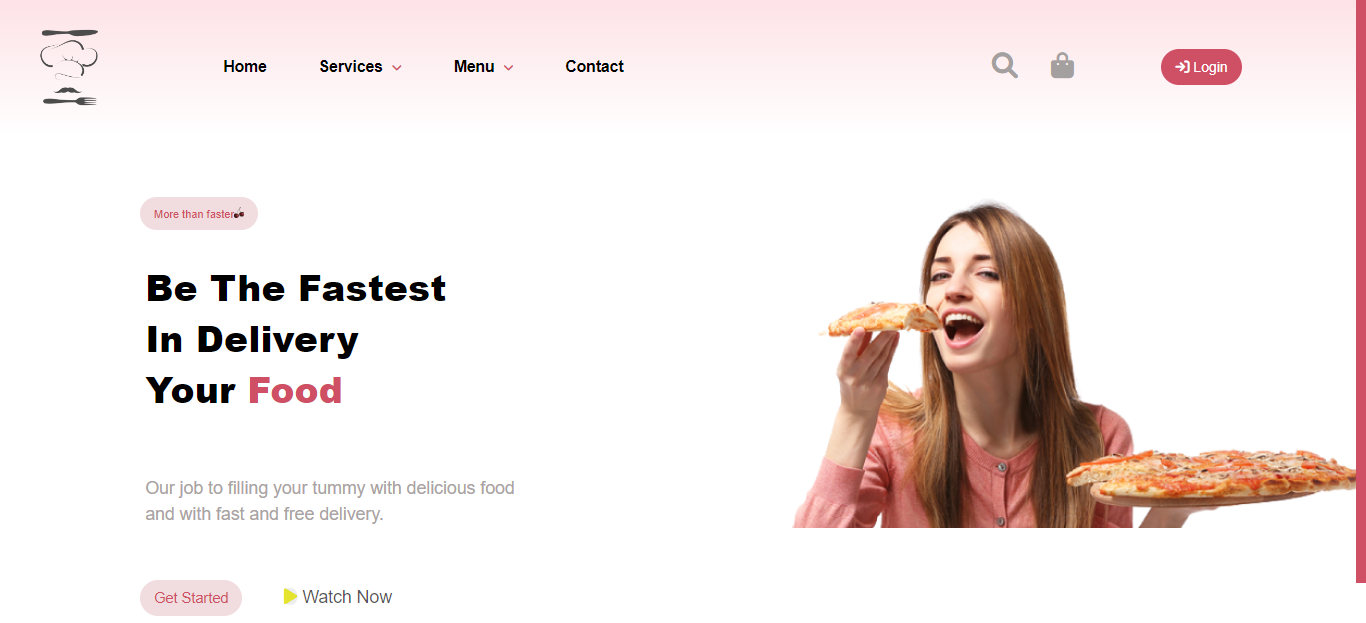 Home Services Menu Contact Login
More than faster
Be The Fastest
In Delivery
Your Food
Our job to filling your tummy with delicious food
and with fast and free delivery.
Get Started Watch Now